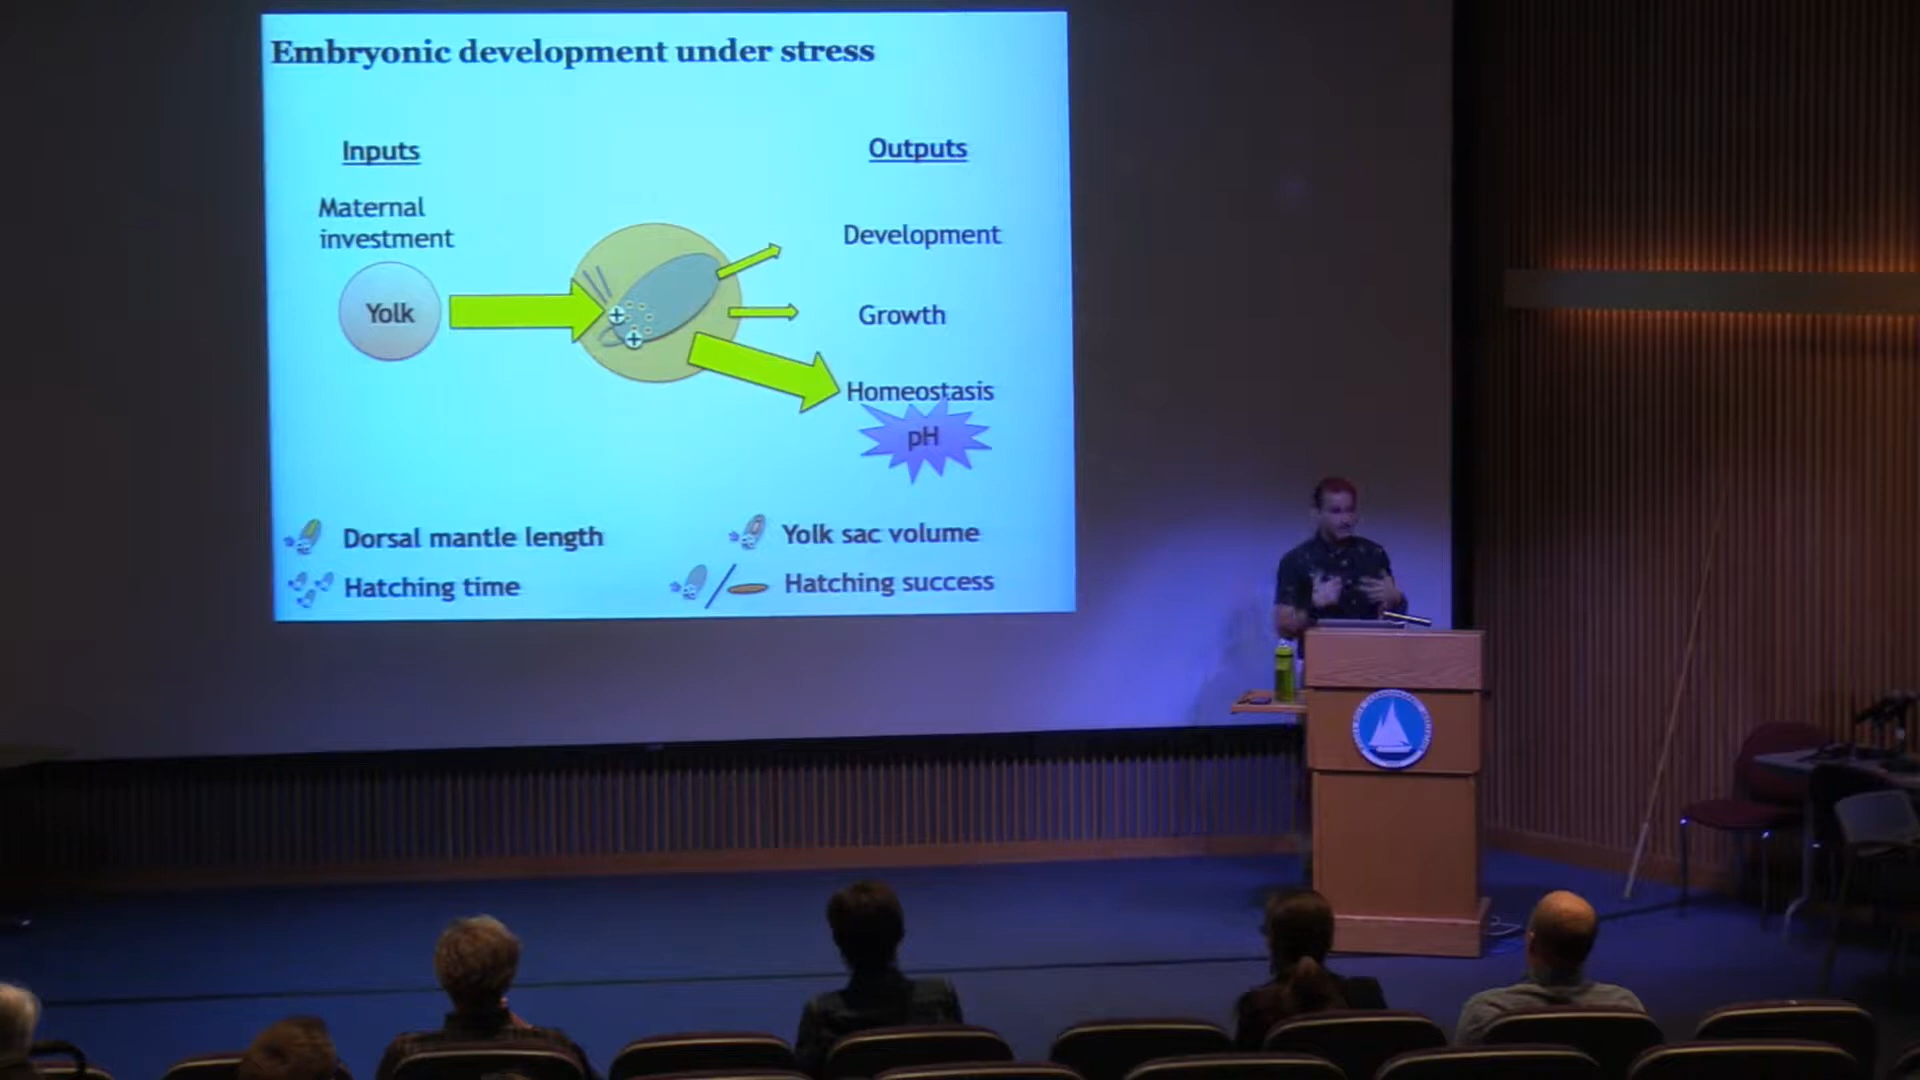 Embryonic development under stress
Inputs
Outputs
Maternal
investment
Yolk
Development
Growth
Homeostasis
pH
Dorsal mantle length
Yolk sac volume
Hatching time
Hatching success